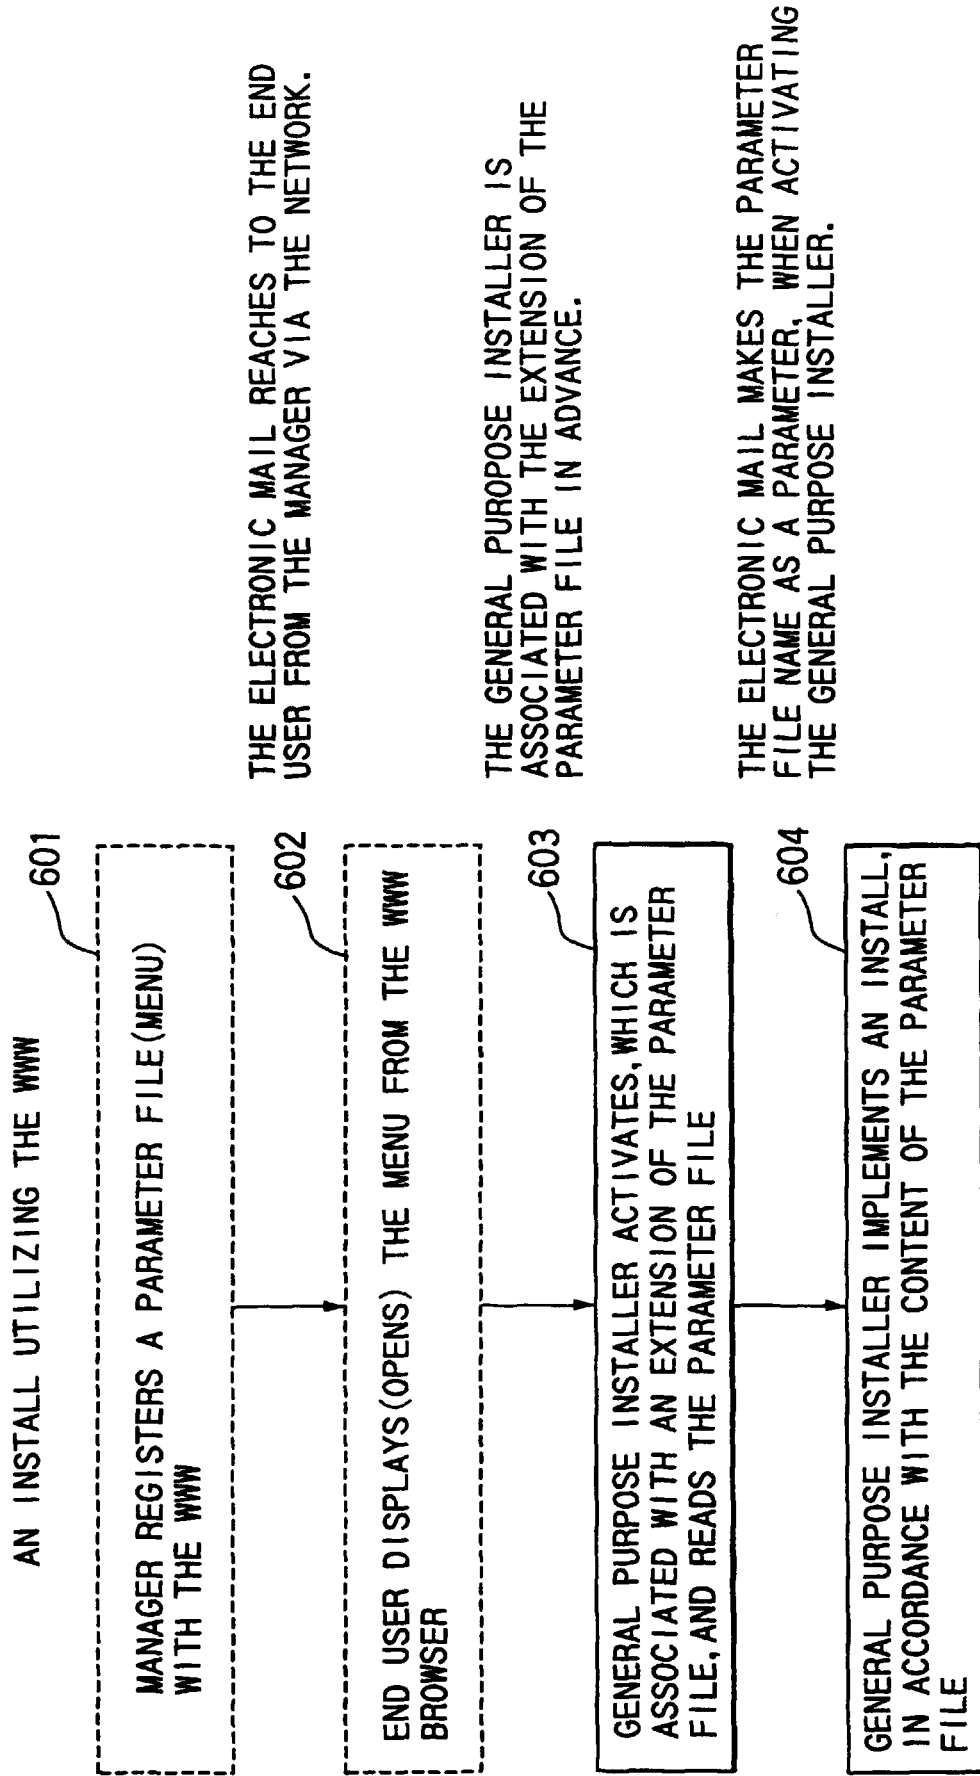 AN INSTALL UTILIZING THE WWW
601
MANAGER REGISTERS A PARAMETER FILE(MENU)
WITH THE WWW
THE ELECTRONIC MAIL REACHES TO THE END
USER FROM THE MANAGER VIA THE NETWORK.
602
END USER DISPLAYS(OPENS) THE MENU FROM THE WWW
BROWSER
THE GENERAL PUROPOSE INSTALLER IS
ASSOCIATED WITH THE EXTENSION OF THE
PARAMETER FILE IN ADVANCE.
603
GENERAL PURPOSE INSTALLER ACTIVATES,WHICH IS
ASSOCIATED WITH AN EXTENSION OF THE PARAMETER
FILE,AND READS THE PARAMETER FILE
THE ELECTRONIC MAIL MAKES THE PARAMETER
FILE NAME AS A PARAMETER, WHEN ACTIVATING
THE GENERAL PURPOSE INSTALLER.
604
GENERAL PURPOSE INSTALLER IMPLEMENTS AN INSTALL,
IN ACCORDANCE WITH THE CONTENT OF THE PARAMETER
FILE